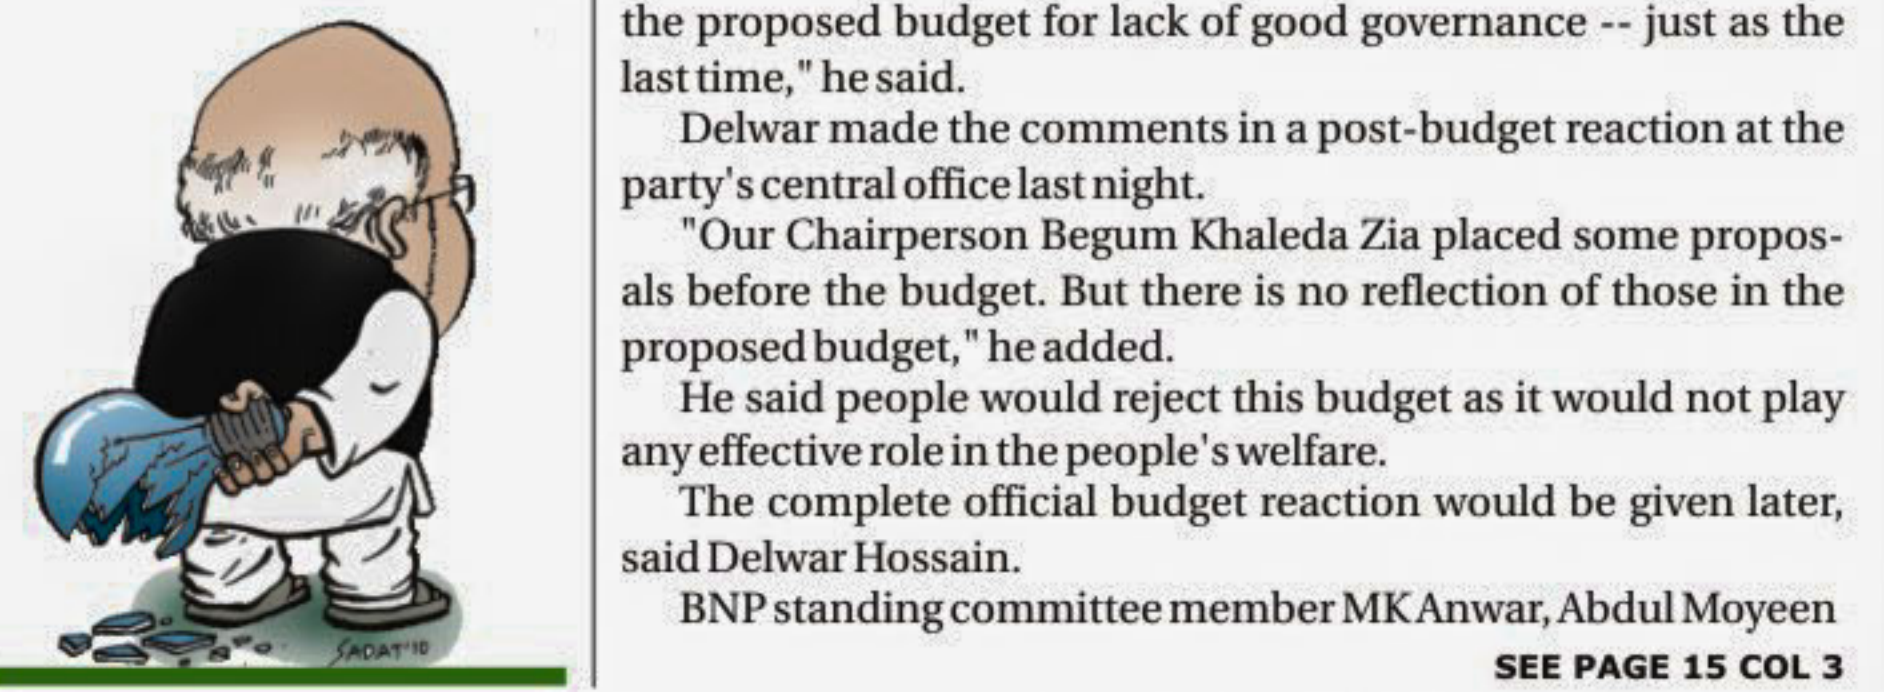 the proposed budget for lack of good governance -- just as the
last time," he said.
Delwar made the comments in a post-budget reaction at the
party's central office last night.
"Our Chairperson Begum Khaleda Zia placed some propos-
als before the budget. But there is no reflection of those in the
proposed budget," he added.
He said people would reject this budget as it would not play
any effective role in the people's welfare.
The complete official budget reaction would be given later,
said Delwar Hossain.
BNP standing committee member MK Anwar, Abdul Moyeen
SEE PAGE 15 COL 3
SADAT'10